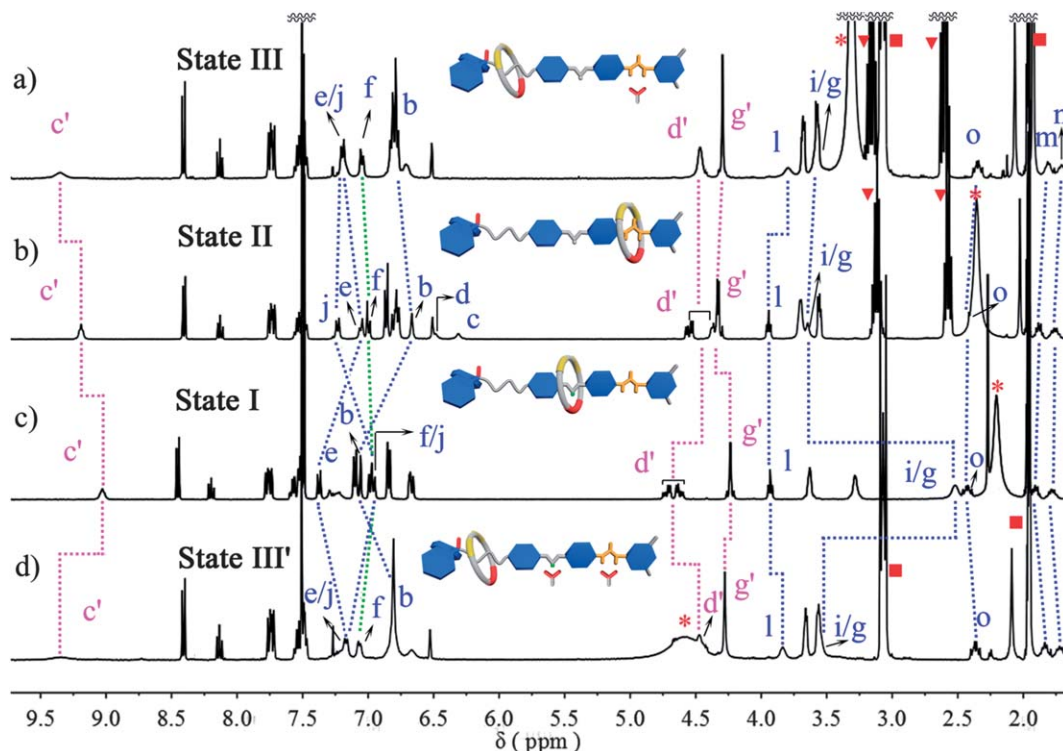 a) State III c' e/j f b d' g' l i/g * o m n
b) State II c' j e f b d c d' g' l i/g * o
c) State I c' e b f/j d' g' l i/g o *
d) State III' c' e/j f b * d' g' l i/g o
9.5 9.0 8.5 8.0 7.5 7.0 6.5 6.0 5.5 5.0 4.5 4.0 3.5 3.0 2.5 2.0
δ ( ppm )